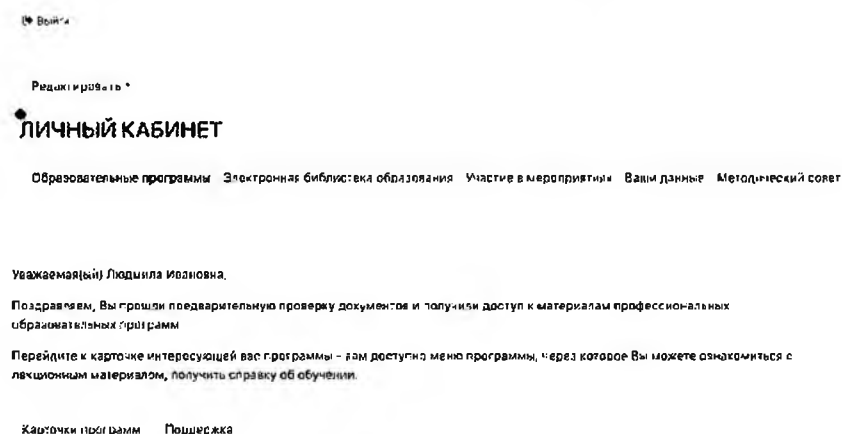 Выйти
Редактировать
ЛИЧНЫЙ КАБИНЕТ
Образовательные программы Электронная библиотека образования Участие в мероприятиях Ваши данные Методический совет
Уважаемая(ый) Людмила Ивановна,
Поздравляем, Вы прошли предварительную проверку документов и получили доступ к материалам профессиональных
образовательных программ
Перейдите к карточке интересующей вас программы – вам доступно меню программы, через которое Вы можете ознакомиться с
лекционным материалом, получить справку об обучении.
Карточки программ Поддержка